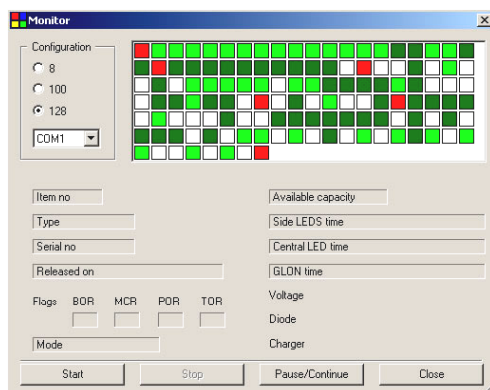 Monitor
Configuration
8
100
128
COM1
Item no
Available capacity
Type
Side LEDS time
Serial no
Central LED time
Released on
GLON time
Flags BOR MCR POR TOR
Voltage
Diode
Mode
Charger
Start Stop Pause/Continue Close